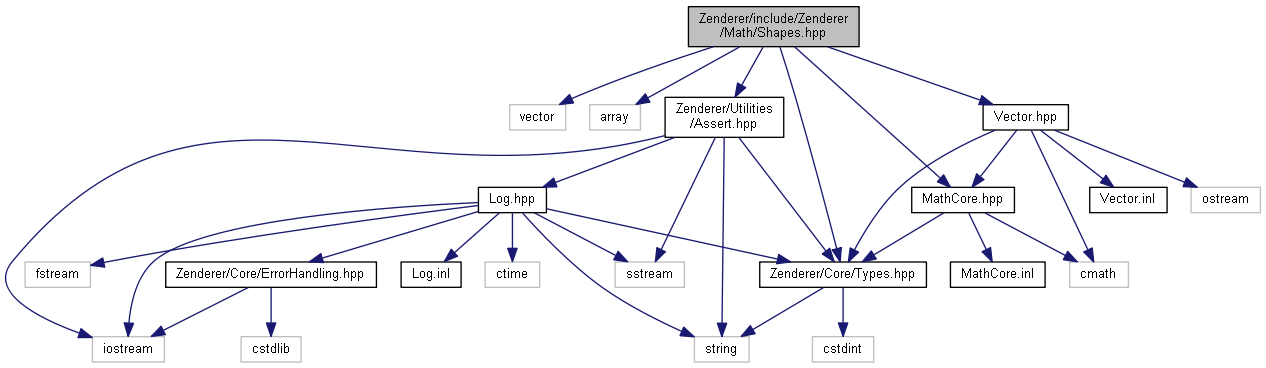 Zenderer/include/Zenderer
/Math/Shapes.hpp
vector
array
Zenderer/Utilities
/Assert.hpp
Vector.hpp
Log.hpp
MathCore.hpp
Vector.inl
ostream
fstream
Zenderer/Core/ErrorHandling.hpp
Log.inl
ctime
sstream
Zenderer/Core/Types.hpp
MathCore.inl
cmath
iostream
cstdlib
string
cstdint